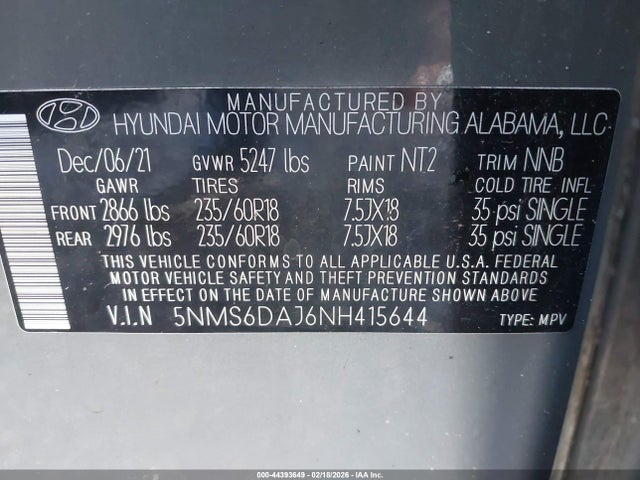 MANUFACTURED BY
HYUNDAI MOTOR MANUFACTURING ALABAMA, LLC
Dec/06/21 GVWR 5247 lbs PAINT NT2 TRIM NNB
GAWR TIRES RIMS COLD TIRE INFL
FRONT 2866 lbs 235/60R18 7.5JX18 35 psi SINGLE
REAR 2976 lbs 235/60R18 7.5JX18 35 psi SINGLE
THIS VEHICLE CONFORMS TO ALL APPLICABLE U.S.A. FEDERAL
MOTOR VEHICLE SAFETY AND THEFT PREVENTION STANDARDS
IN EFFECT ON THE DATE OF MANUFACTURE SHOWN ABOVE
V.I.N 5NMS6DAJ6NH415644 TYPE: MPV
000-44393649 - 02/18/2026 - IAAI.COM